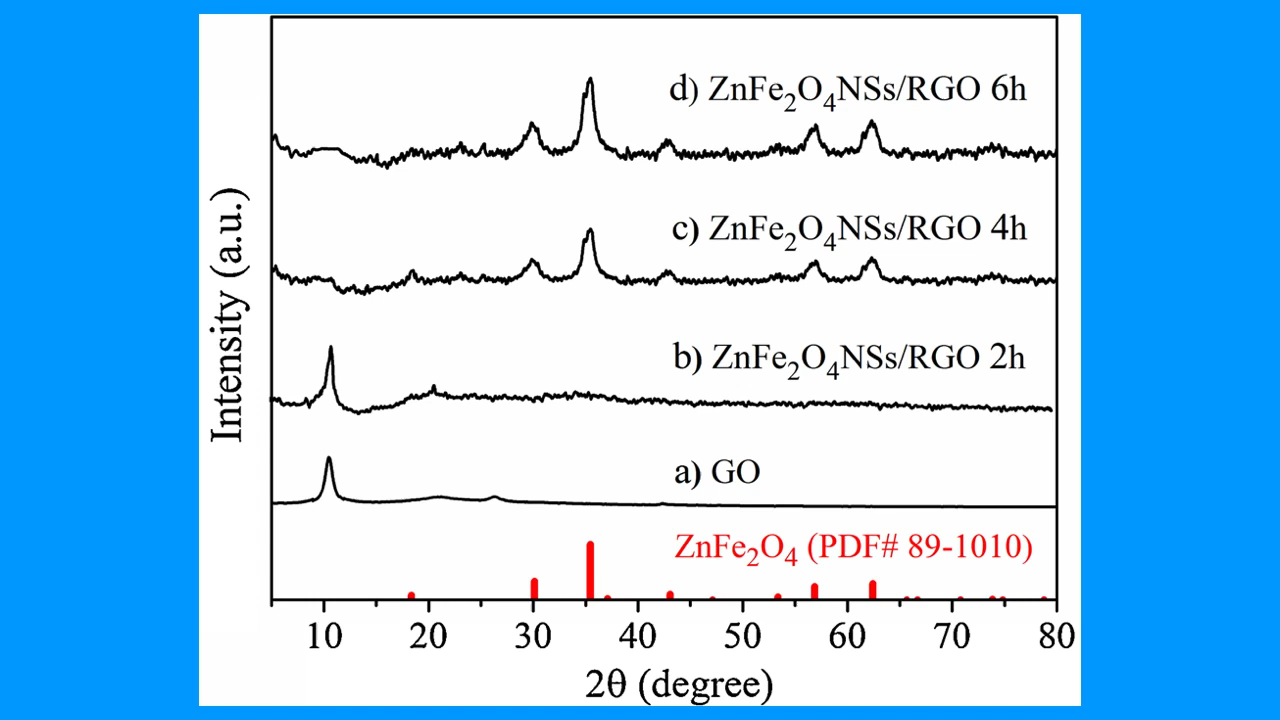 d) ZnFe₂O₄NSs/RGO 6h
c) ZnFe₂O₄NSs/RGO 4h
b) ZnFe₂O₄NSs/RGO 2h
a) GO
ZnFe₂O₄ (PDF# 89-1010)
Intensity (a.u.)
10 20 30 40 50 60 70 80
2θ (degree)